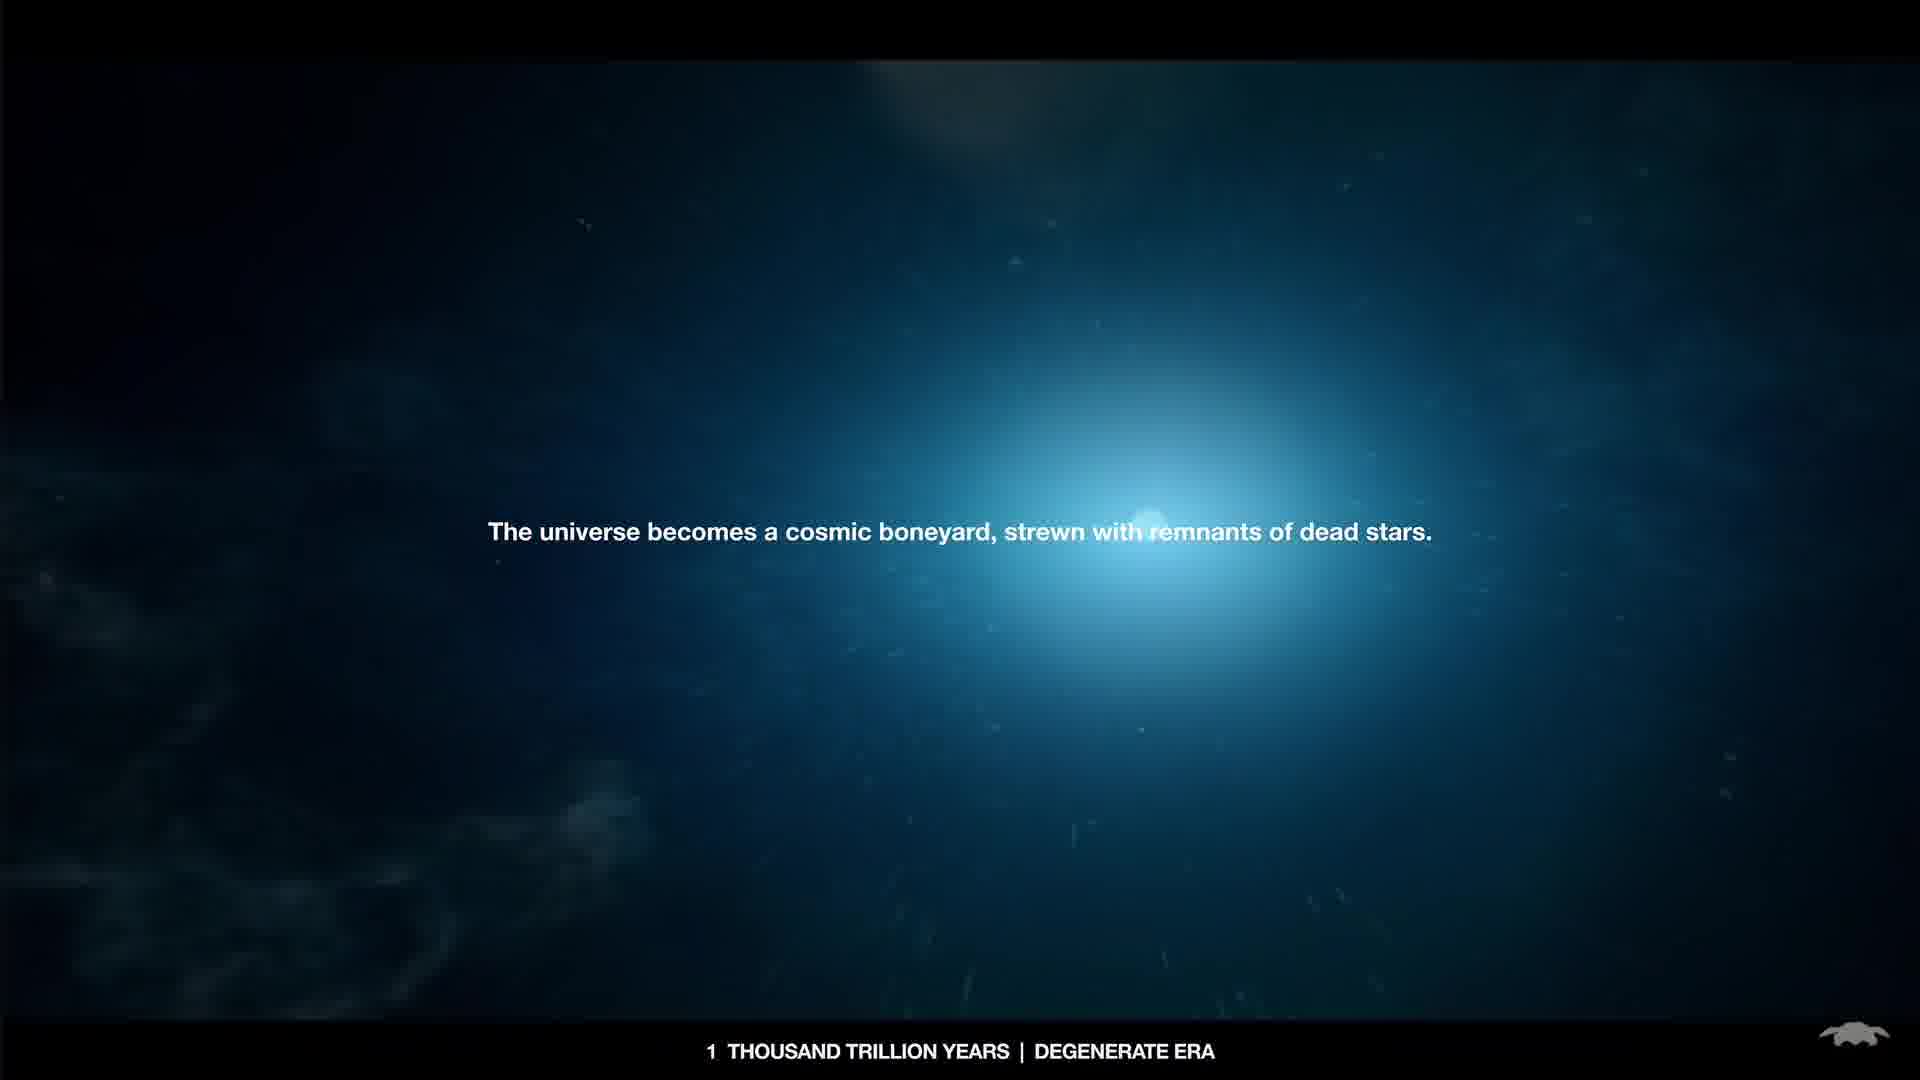 The universe becomes a cosmic boneyard, strewn with remnants of dead stars.
1 THOUSAND TRILLION YEARS | DEGENERATE ERA